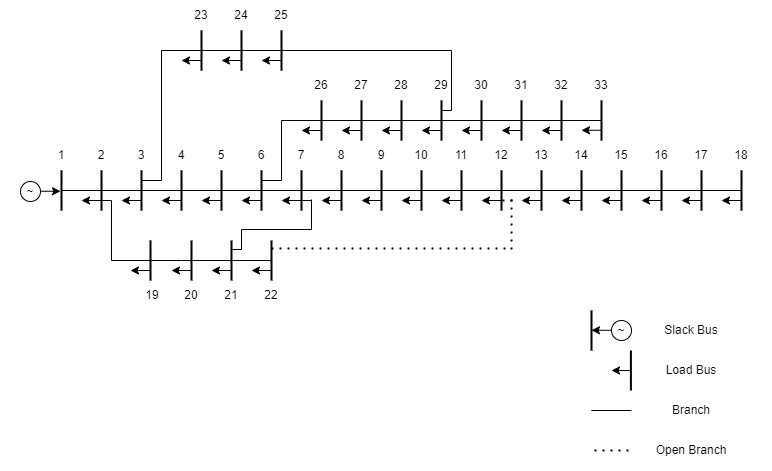 23 24 25
26 27 28 29 30 31 32 33
1 2 3 4 5 6 7 8 9 10 11 12 13 14 15 16 17 18
~
19 20 21 22
~ Slack Bus
Load Bus
Branch
Open Branch